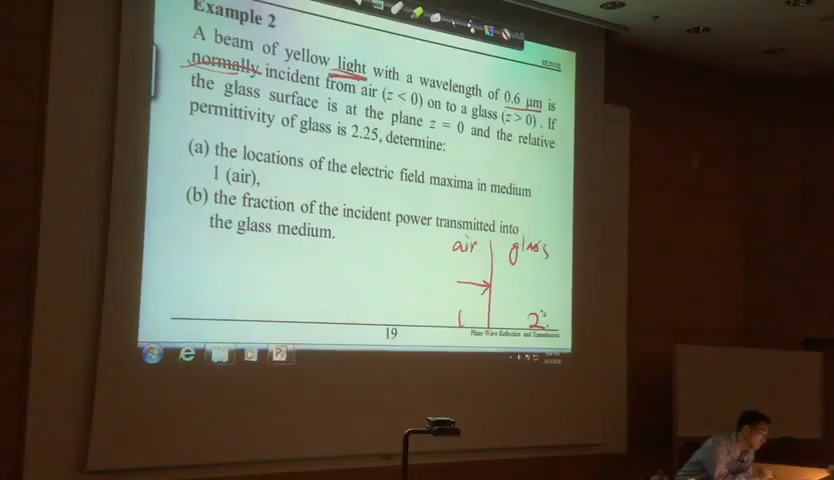 Example 2
A beam of yellow light with a wavelength of 0.6 μm is
normally incident from air (z < 0) on to a glass (z > 0). If
the glass surface is at the plane z = 0 and the relative
permittivity of glass is 2.25, determine:
(a) the locations of the electric field maxima in medium
1 (air),
(b) the fraction of the incident power transmitted into
the glass medium.
air glass
1 2
19
Plane Wave Reflection and Transmission